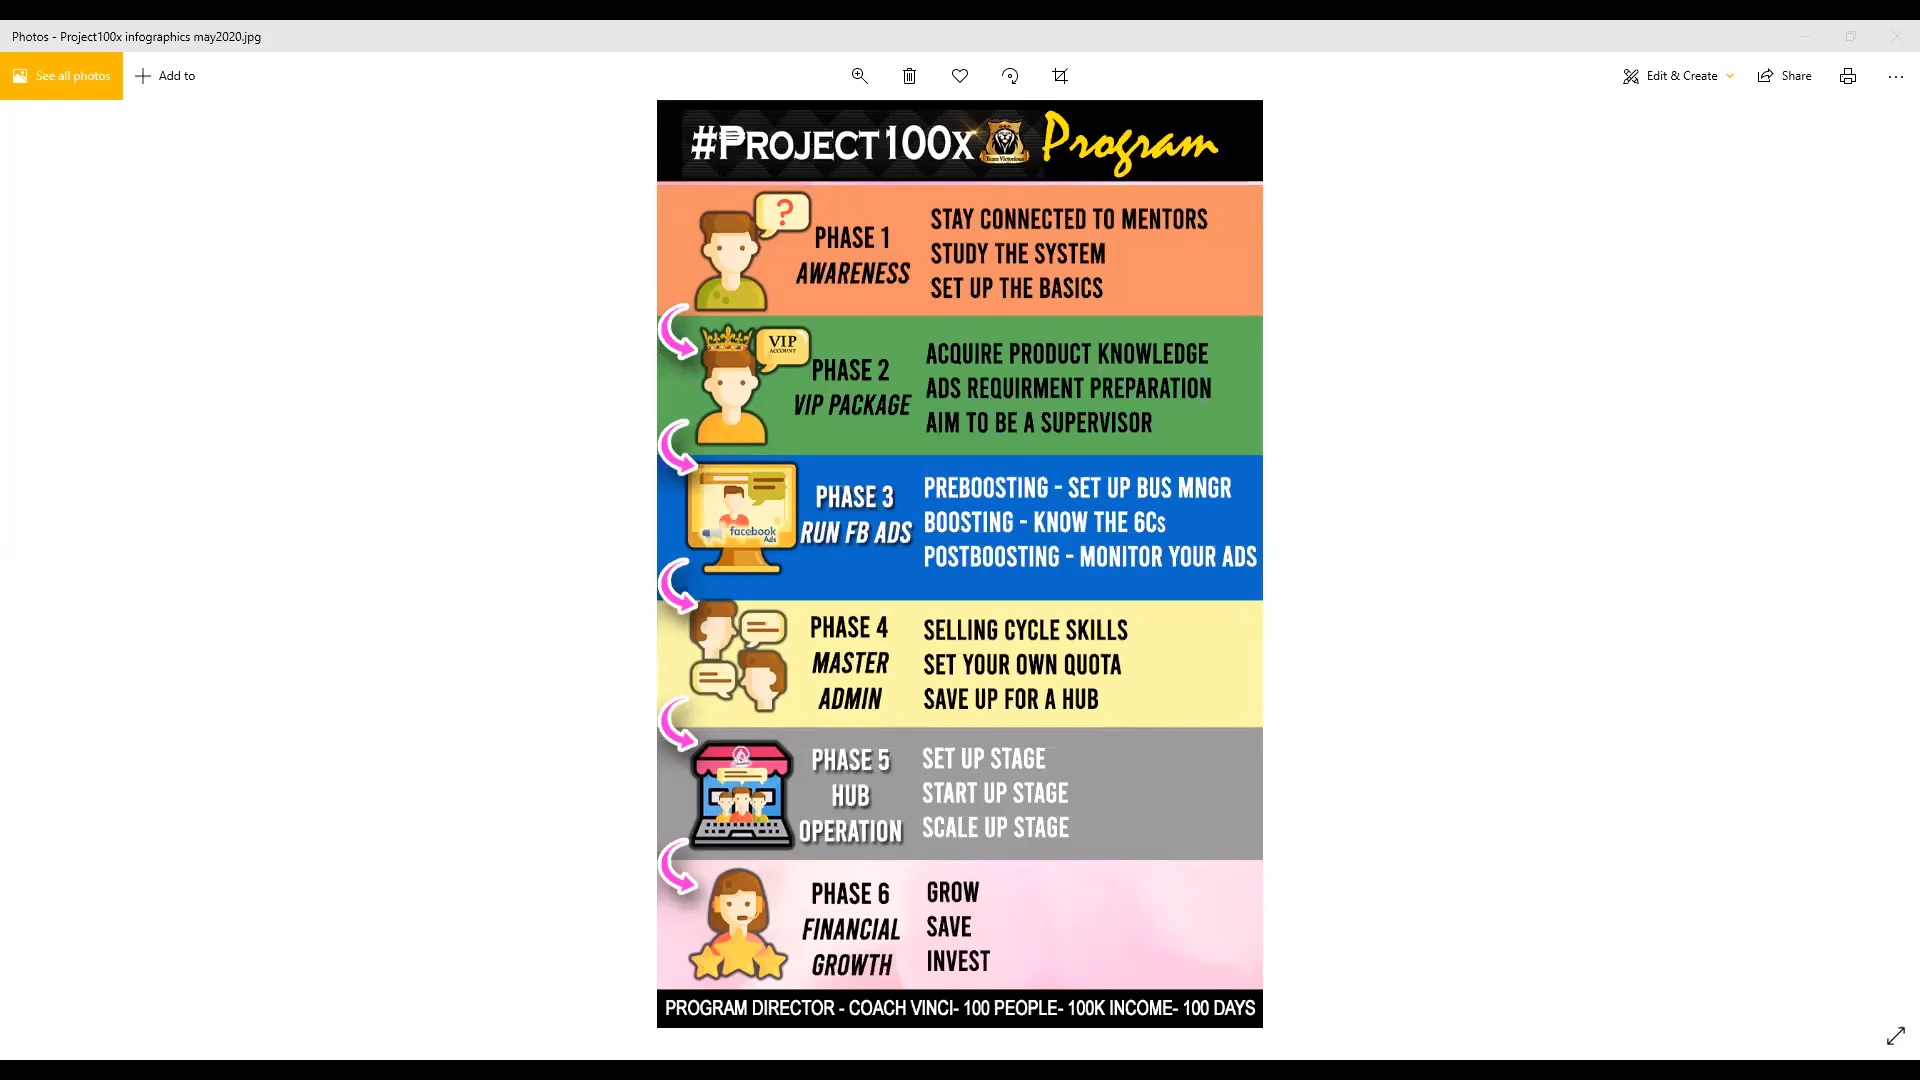 Photos - Project100x infographics may2020.jpg
See all photos
Add to
Edit & Create
Share
#PROJECT100X Program
Team Victorious
?
PHASE 1
AWARENESS
STAY CONNECTED TO MENTORS
STUDY THE SYSTEM
SET UP THE BASICS
VIP
ACCOUNT
PHASE 2
VIP PACKAGE
ACQUIRE PRODUCT KNOWLEDGE
ADS REQUIRMENT PREPARATION
AIM TO BE A SUPERVISOR
facebook
Ads
PHASE 3
RUN FB ADS
PREBOOSTING - SET UP BUS MNGR
BOOSTING - KNOW THE 6Cs
POSTBOOSTING - MONITOR YOUR ADS
PHASE 4
MASTER
ADMIN
SELLING CYCLE SKILLS
SET YOUR OWN QUOTA
SAVE UP FOR A HUB
PHASE 5
HUB
OPERATION
SET UP STAGE
START UP STAGE
SCALE UP STAGE
PHASE 6
FINANCIAL
GROWTH
GROW
SAVE
INVEST
PROGRAM DIRECTOR - COACH VINCI- 100 PEOPLE- 100K INCOME- 100 DAYS